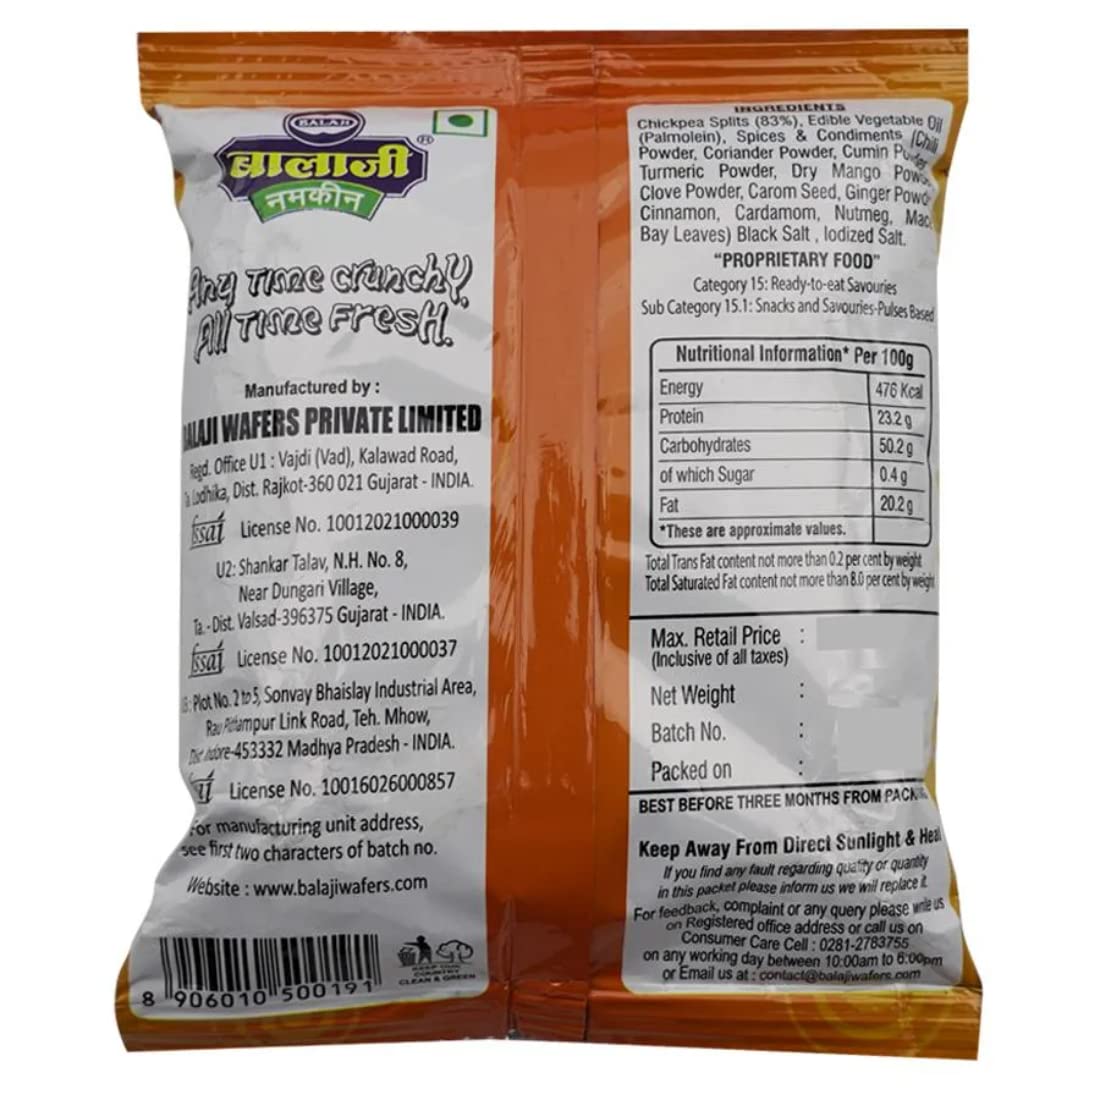 BALAJI
बालाजी
®
नमकीन
Any Time Crunchy,
All Time Fresh.
Manufactured by :
BALAJI WAFERS PRIVATE LIMITED
Regd. Office U1 : Vajdi (Vad), Kalawad Road,
Ta. Lodhika, Dist. Rajkot-360 021 Gujarat - INDIA.
fssai License No. 10012021000039
U2: Shankar Talav, N.H. No. 8,
Near Dungari Village,
Ta.-Dist. Valsad-396375 Gujarat - INDIA.
fssai License No. 10012021000037
: Plot No. 2 to 5, Sonvay Bhaislay Industrial Area,
Rau Pithampur Link Road, Teh. Mhow,
Dist. Indore-453332 Madhya Pradesh - INDIA.
License No. 10016026000857
For manufacturing unit address,
see first two characters of batch no.
Website : www.balajiwafers.com
8 906010 500191
KEEP OUR
COUNTRY
CLEAN & GREEN
INGREDIENTS
Chickpea Splits (83%), Edible Vegetable Oil
(Palmolein), Spices & Condiments (Chilli
Powder, Coriander Powder, Cumin Powder,
Turmeric Powder, Dry Mango Powder,
Clove Powder, Carom Seed, Ginger Powder,
Cinnamon, Cardamom, Nutmeg, Mace,
Bay Leaves) Black Salt , Iodized Salt.
"PROPRIETARY FOOD"
Category 15: Ready-to-eat Savouries
Sub Category 15.1: Snacks and Savouries-Pulses Based
Nutritional Information* Per 100g
Energy 476 Kcal
Protein 23.2 g
Carbohydrates 50.2 g
of which Sugar 0.4 g
Fat 20.2 g
*These are approximate values.
Total Trans Fat content not more than 0.2 per cent by weight
Total Saturated Fat content not more than 8.0 per cent by weight
Max. Retail Price :
(Inclusive of all taxes)
Net Weight :
Batch No. :
Packed on :
BEST BEFORE THREE MONTHS FROM PACKING
Keep Away From Direct Sunlight & Heat
If you find any fault regarding quality or quantity
in this packet please inform us we will replace it.
For feedback, complaint or any query please write us
on Registered office address or call us on
Consumer Care Cell : 0281-2783755
on any working day between 10:00am to 6:00pm
or Email us at : contact@balajiwafers.com